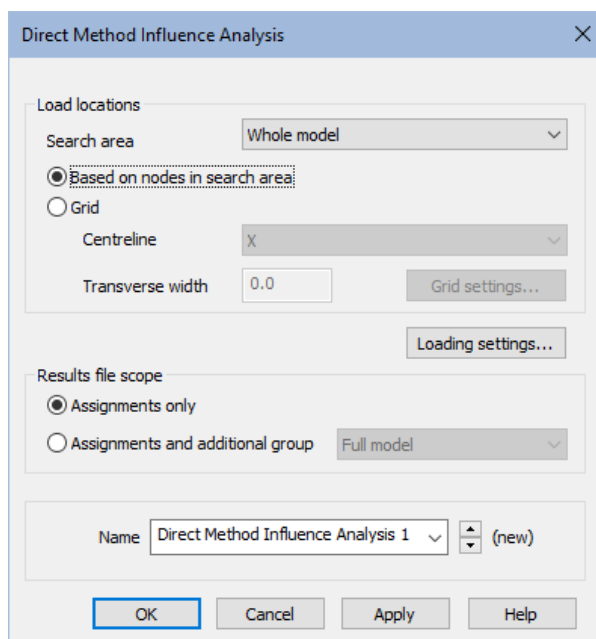 Direct Method Influence Analysis
Load locations
Search area Whole model
Based on nodes in search area
Grid
Centreline X
Transverse width 0.0 Grid settings...
Loading settings...
Results file scope
Assignments only
Assignments and additional group Full model
Name Direct Method Influence Analysis 1 (new)
OK Cancel Apply Help